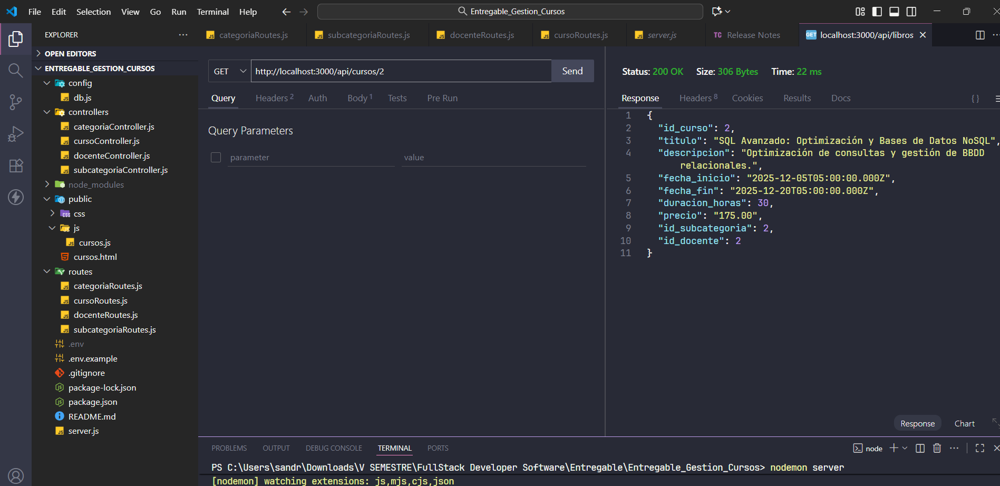 File Edit Selection View Go Run Terminal Help
Entregable_Gestion_Cursos
EXPLORER
OPEN EDITORS
ENTREGABLE_GESTION_CURSOS
config
db.js
controllers
categoriaController.js
cursoController.js
docenteController.js
subcategoriaController.js
node_modules
public
css
js
cursos.js
cursos.html
routes
categoriaRoutes.js
cursoRoutes.js
docenteRoutes.js
subcategoriaRoutes.js
.env
.env.example
.gitignore
package-lock.json
package.json
README.md
server.js
categoriaRoutes.js subcategoriaRoutes.js docenteRoutes.js cursoRoutes.js server.js TC Release Notes GET localhost:3000/api/libros
GET http://localhost:3000/api/cursos/2 Send
Query Headers 2 Auth Body 1 Tests Pre Run
Query Parameters
parameter value
Status: 200 OK Size: 306 Bytes Time: 22 ms
Response Headers 8 Cookies Results Docs {}
1 {
2 "id_curso": 2,
3 "titulo": "SQL Avanzado: Optimización y Bases de Datos NoSQL",
4 "descripcion": "Optimización de consultas y gestión de BBDD
relacionales.",
5 "fecha_inicio": "2025-12-05T05:00:00.000Z",
6 "fecha_fin": "2025-12-20T05:00:00.000Z",
7 "duracion_horas": 30,
8 "precio": "175.00",
9 "id_subcategoria": 2,
10 "id_docente": 2
11 }
Response Chart
PROBLEMS OUTPUT DEBUG CONSOLE TERMINAL PORTS
node
PS C:\Users\sandr\Downloads\V SEMESTRE\FullStack Developer Software\Entregable\Entregable_Gestion_Cursos> nodemon server
[nodemon] watching extensions: js,mjs,cjs,json